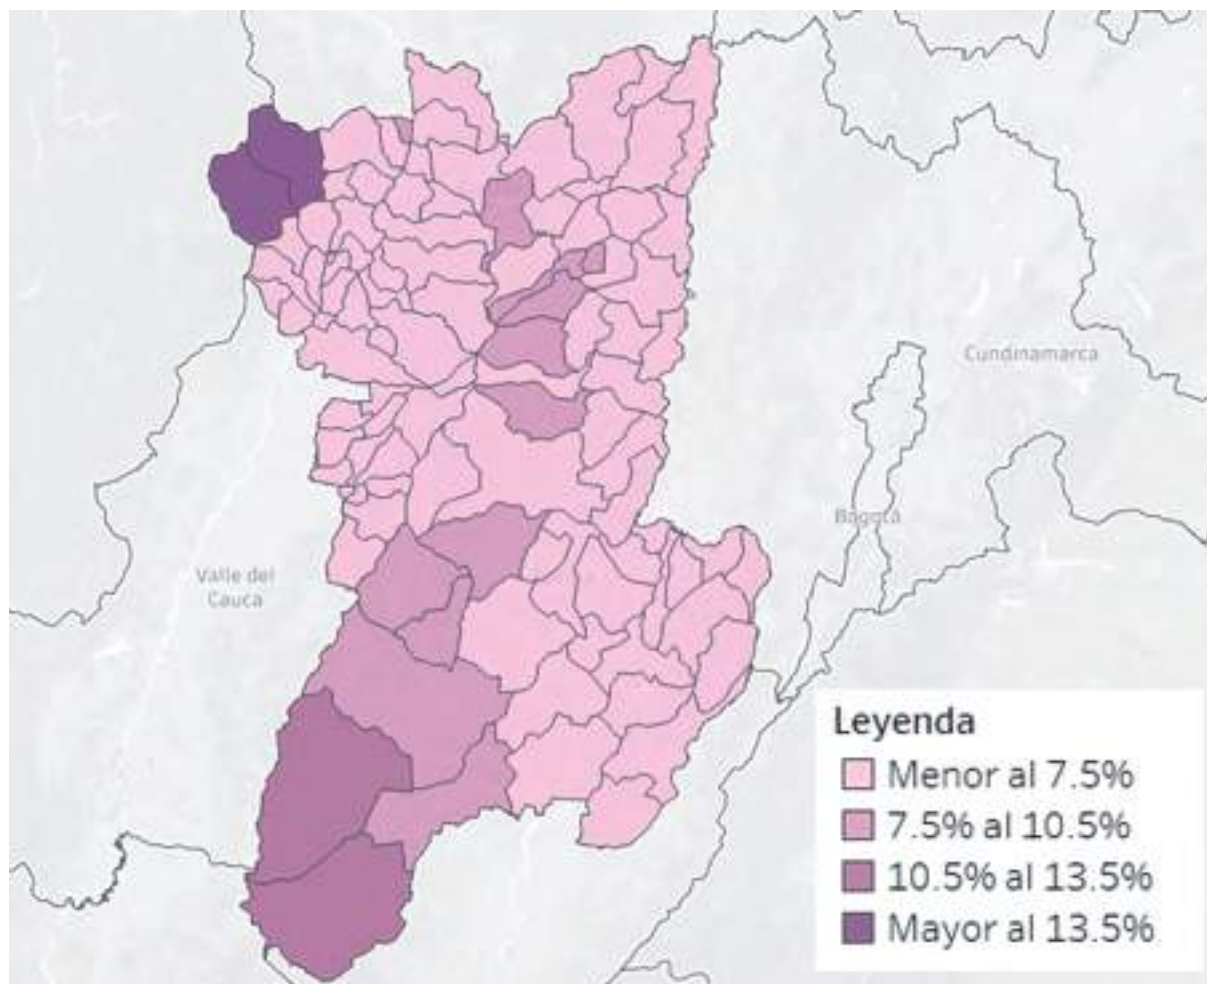 Cundinamarca
Bogotá
Valle del
Cauca
Leyenda
Menor al 7.5%
7.5% al 10.5%
10.5% al 13.5%
Mayor al 13.5%